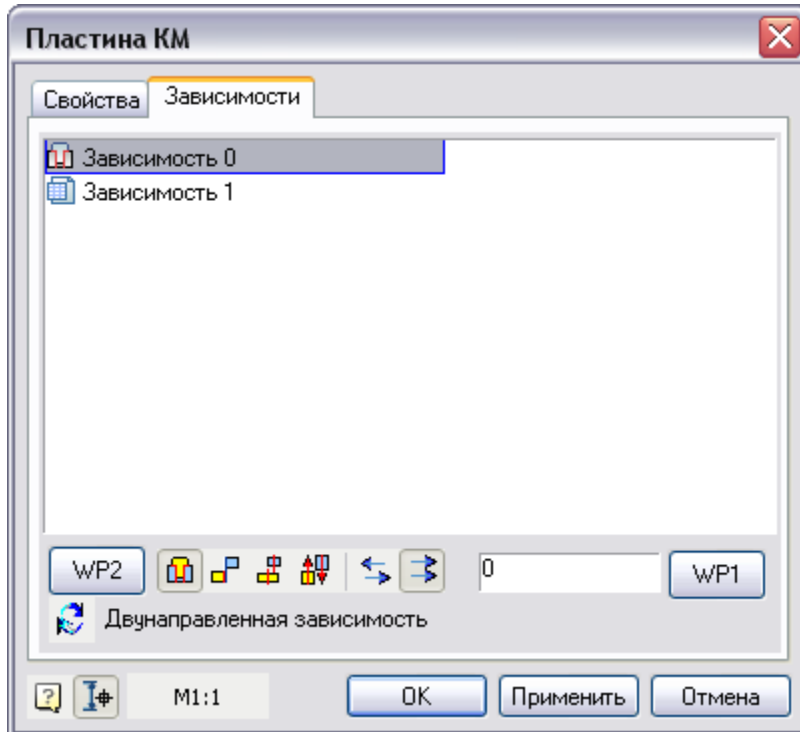 Пластина КМ
Свойства Зависимости
Зависимость 0
Зависимость 1
WP2 0 WP1
Двунаправленная зависимость
? M1:1 OK Применить Отмена